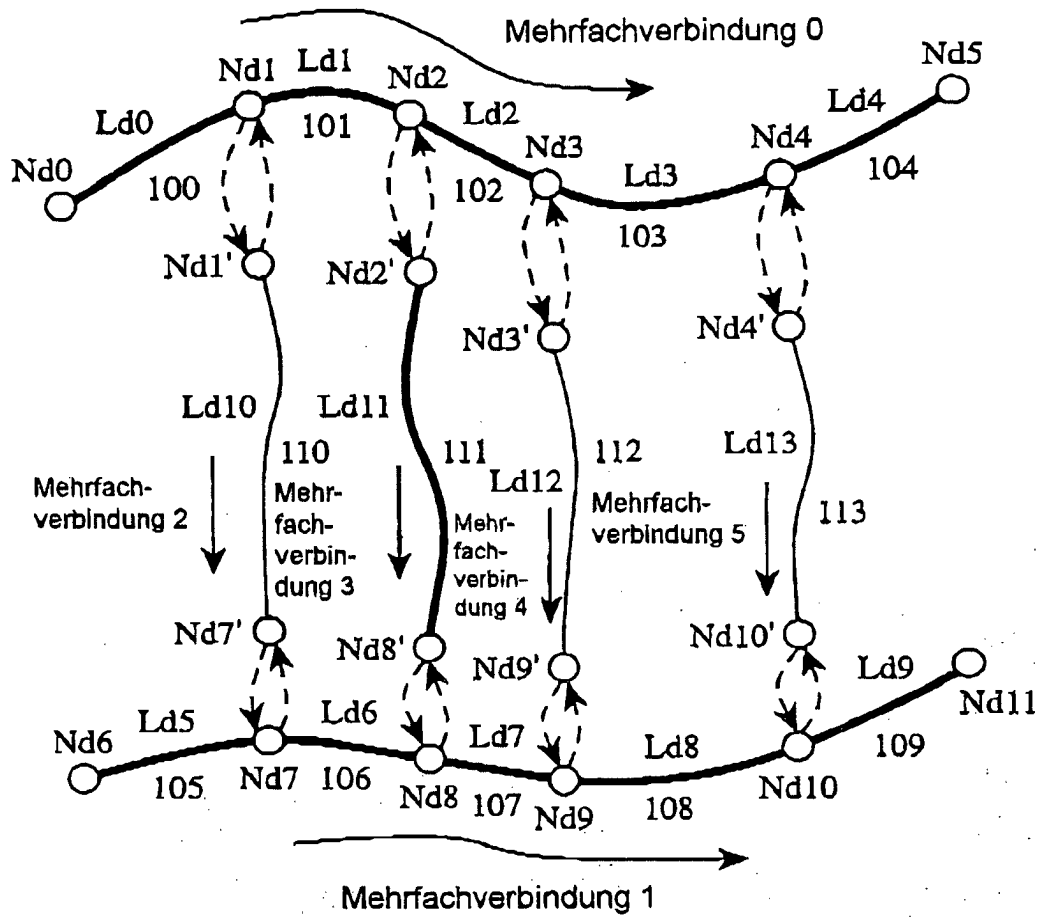 Mehrfachverbindung 0
Nd5
Nd1
Ld1
Nd2
Ld4
Ld0
101
Ld2
Nd3
Nd4
Nd0
100
102
Ld3
104
103
Nd1'
Nd2'
Nd3'
Nd4'
Ld10
Ld11
Ld13
110
111
112
Ld12
Mehrfach-
verbindung 2
Mehr-
fach-
verbin-
dung 3
Mehr-
fach-
verbin-
dung 4
Mehrfach-
verbindung 5
113
Nd7'
Nd8'
Nd9'
Nd10'
Ld9
Nd11
Nd6
Ld5
Ld6
Ld7
Ld8
109
105
Nd7
106
Nd8
107
Nd9
108
Nd10
Mehrfachverbindung 1